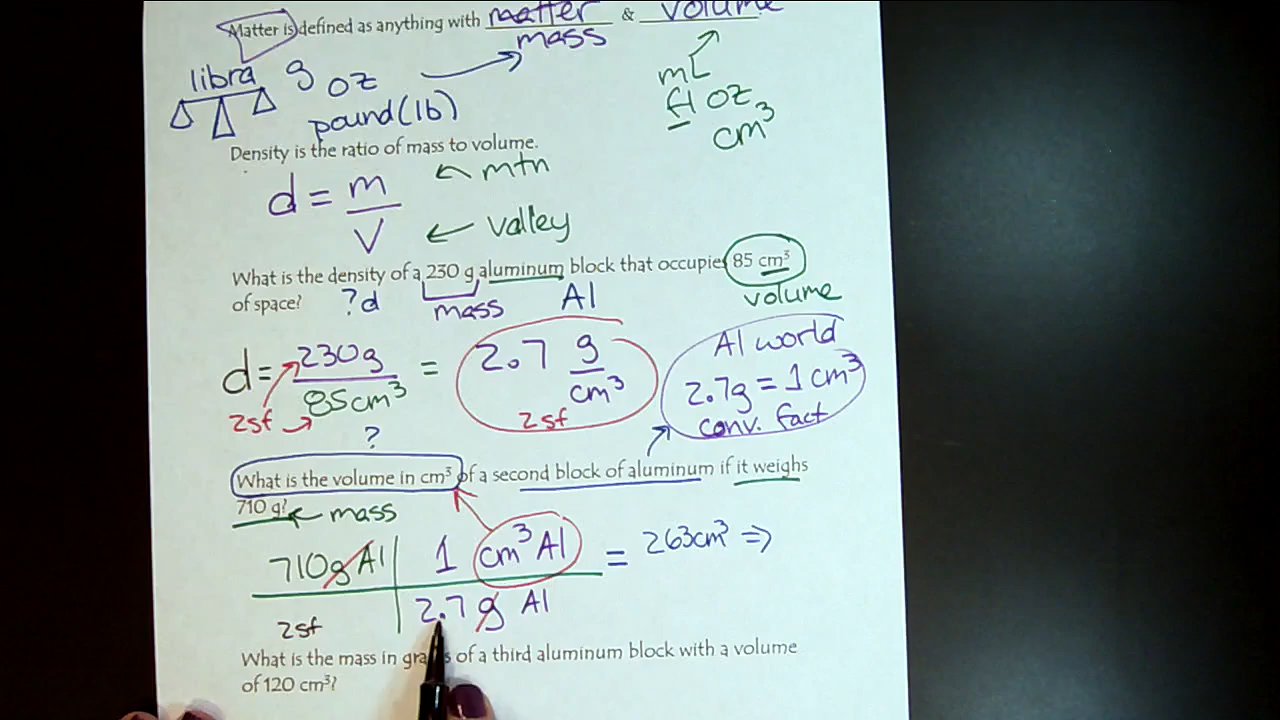 Matter is defined as anything with matter & volume
mass
libra g oz
pound (lb)
mL
fl oz
cm³
Density is the ratio of mass to volume.
d = m/V
← mtn
← valley
What is the density of a 230 g aluminum block that occupies 85 cm³
of space? ?d mass Al volume
d = 230g/85cm³ = 2.7 g/cm³
2sf 2sf
Al world
2.7g = 1 cm³
conv. fact
?
What is the volume in cm³ of a second block of aluminum if it weighs
710 g? ← mass
710g Al | 1 cm³ Al = 263cm³ ⇒
2sf | 2.7 g Al
What is the mass in grams of a third aluminum block with a volume
of 120 cm³?